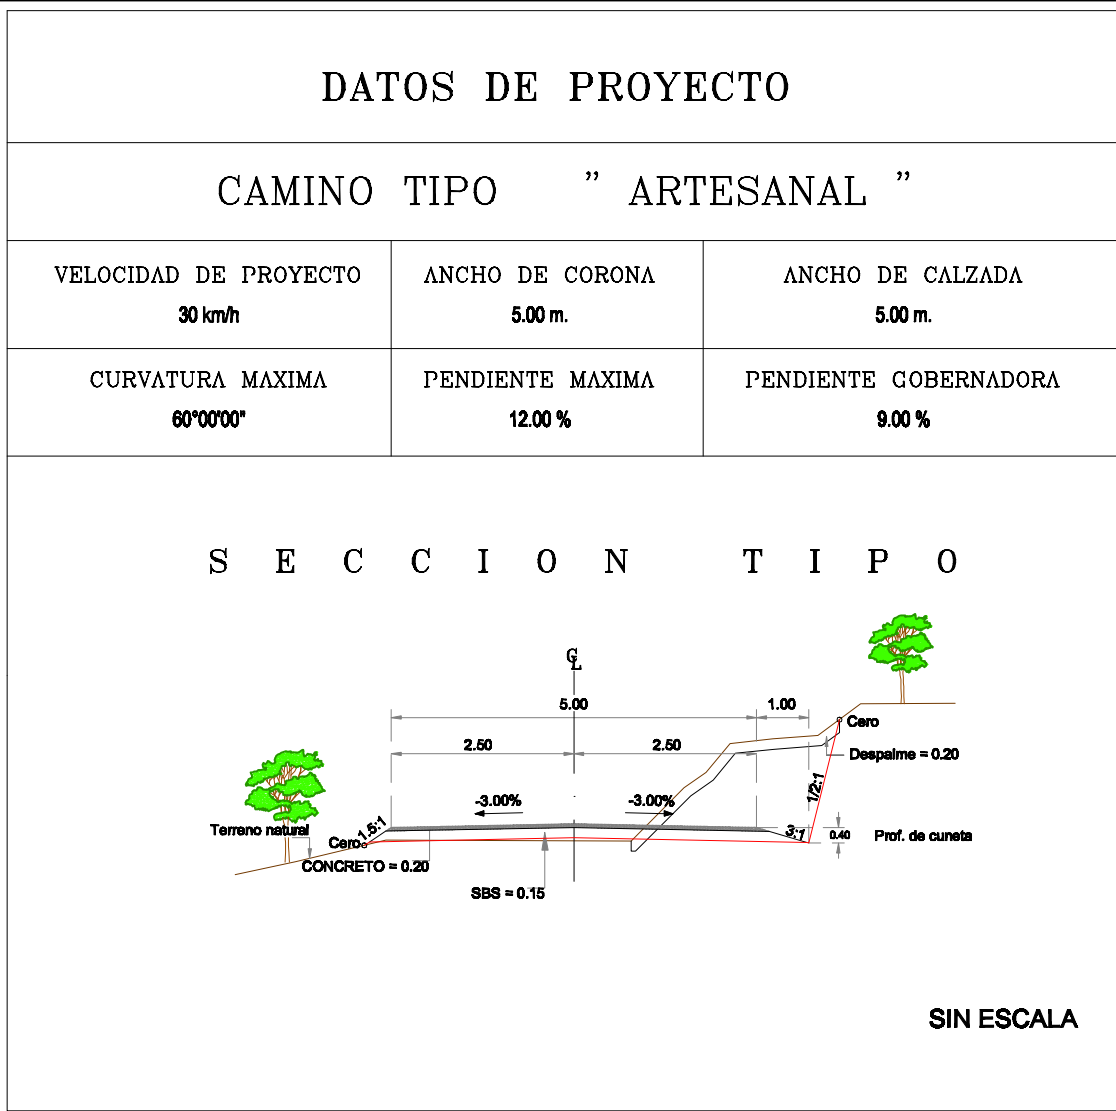 DATOS DE PROYECTO
CAMINO TIPO " ARTESANAL "
VELOCIDAD DE PROYECTO
30 km/h
ANCHO DE CORONA
5.00 m.
ANCHO DE CALZADA
5.00 m.
CURVATURA MAXIMA
60°00'00"
PENDIENTE MAXIMA
12.00 %
PENDIENTE GOBERNADORA
9.00 %
SECCION TIPO
CL
5.00
1.00
Cero
2.50
2.50
Despalme = 0.20
1/2:1
-3.00%
-3.00%
Terreno natural
1.5:1
3:1
0.40
Prof. de cuneta
Cero
CONCRETO = 0.20
SBS = 0.15
SIN ESCALA